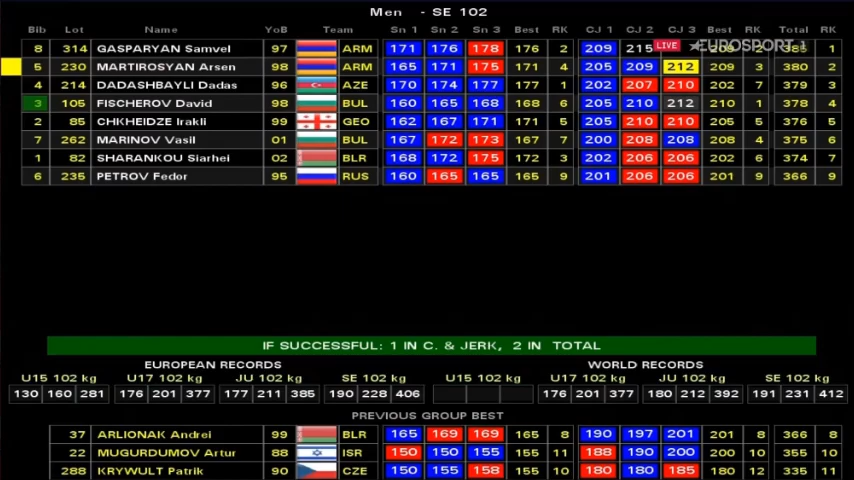 Men - SE 102
Bib Lot Name YoB Team Sn 1 Sn 2 Sn 3 Best RK CJ 1 CJ 2 CJ 3 Best RK Total RK
LIVE EUROSPORT 1
8 314 GASPARYAN Samvel 97 ARM 171 176 178 176 2 209 215 209 2 385 1
5 230 MARTIROSYAN Arsen 98 ARM 165 171 175 171 4 205 209 212 209 3 380 2
4 214 DADASHBAYLI Dadas 96 AZE 170 174 177 177 1 202 207 210 202 7 379 3
3 105 FISCHEROV David 98 BUL 160 165 168 168 6 205 210 212 210 1 378 4
2 85 CHKHEIDZE Irakli 99 GEO 162 167 171 171 5 205 210 210 205 5 376 5
7 262 MARINOV Vasil 01 BUL 167 172 173 167 7 200 208 208 208 4 375 6
1 82 SHARANKOU Siarhei 02 BLR 168 172 175 172 3 202 206 206 202 6 374 7
6 235 PETROV Fedor 95 RUS 160 165 165 165 9 201 206 206 201 9 366 9
IF SUCCESSFUL: 1 IN C. & JERK, 2 IN TOTAL
EUROPEAN RECORDS WORLD RECORDS
U15 102 kg U17 102 kg JU 102 kg SE 102 kg U15 102 kg U17 102 kg JU 102 kg SE 102 kg
130 160 281 176 201 377 177 211 385 190 228 406 176 201 377 180 212 392 191 231 412
PREVIOUS GROUP BEST
37 ARLIONAK Andrei 99 BLR 165 169 169 165 8 190 197 201 201 8 366 8
22 MUGURDUMOV Artur 88 ISR 150 150 155 155 11 188 190 200 200 10 355 10
288 KRYWULT Patrik 90 CZE 150 155 158 155 10 180 180 185 180 12 335 11